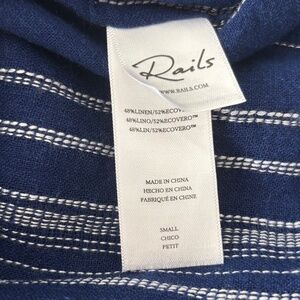 Rails
WWW.RAILS.COM
48%LINEN/52%ECOVERO™
48%LINO/52%ECOVERO™
48%LIN/52%ECOVERO™
MADE IN CHINA
HECHO EN CHINA
FABRIQUÉ EN CHINE
SMALL
CHICO
PETIT